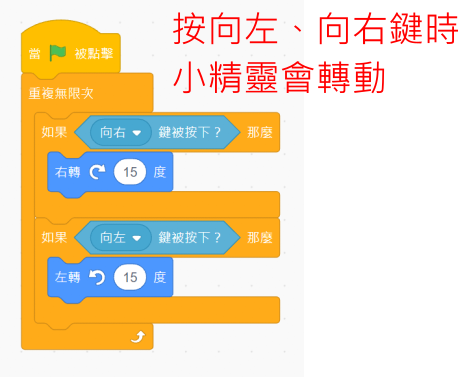 按向左、向右鍵時
小精靈會轉動
當 被點擊
重複無限次
如果 向右 鍵被按下？ 那麼
右轉 15 度
如果 向左 鍵被按下？ 那麼
左轉 15 度